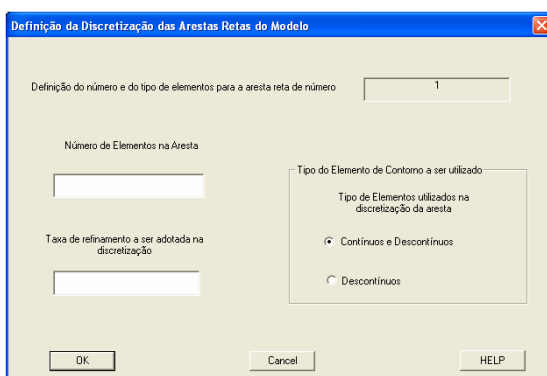 Definição da Discretização das Arestas Retas do Modelo
Definição do número e do tipo de elementos para a aresta reta de número
1
Número de Elementos na Aresta
Taxa de refinamento a ser adotada na
discretização
Tipo do Elemento de Contorno a ser utilizado
Tipo de Elementos utilizados na
discretização da aresta
Contínuos e Descontínuos
Descontínuos
OK
Cancel
HELP